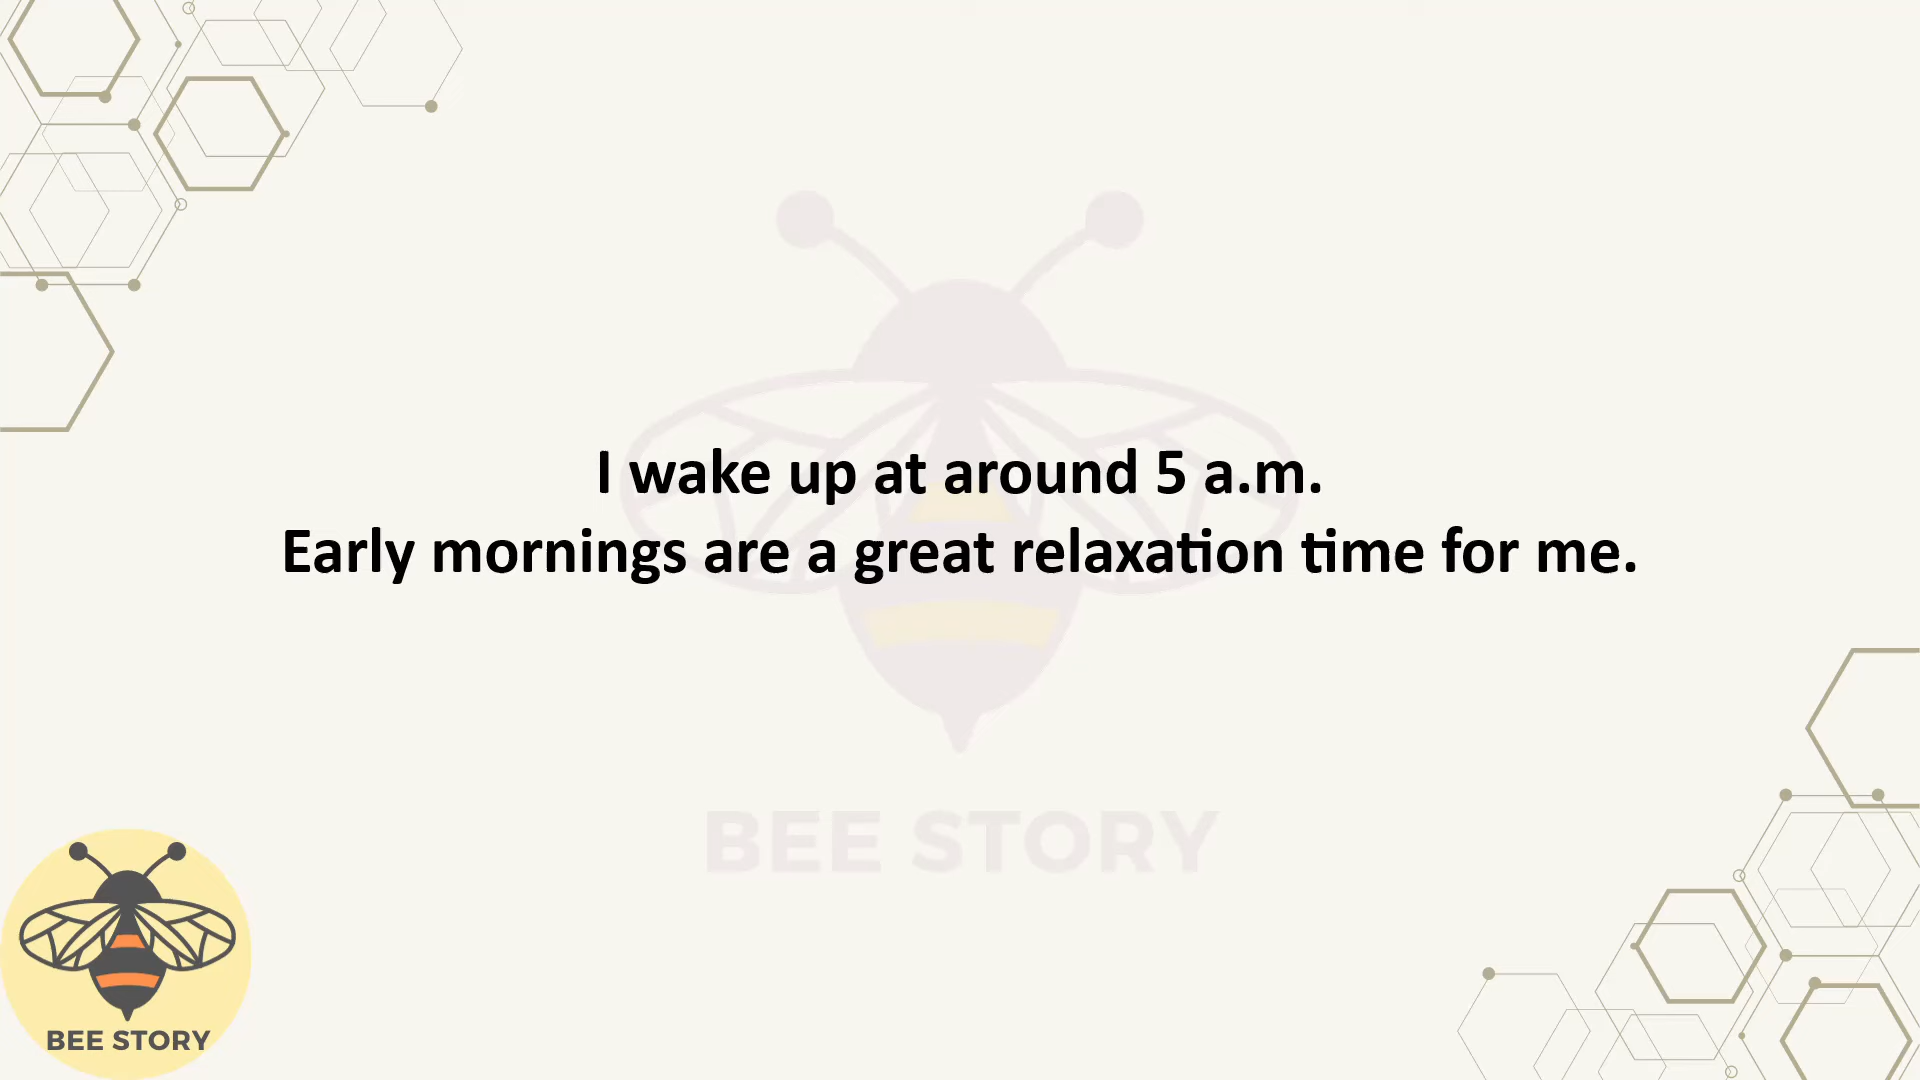 I wake up at around 5 a.m.
Early mornings are a great relaxation time for me.
BEE STORY
BEE STORY